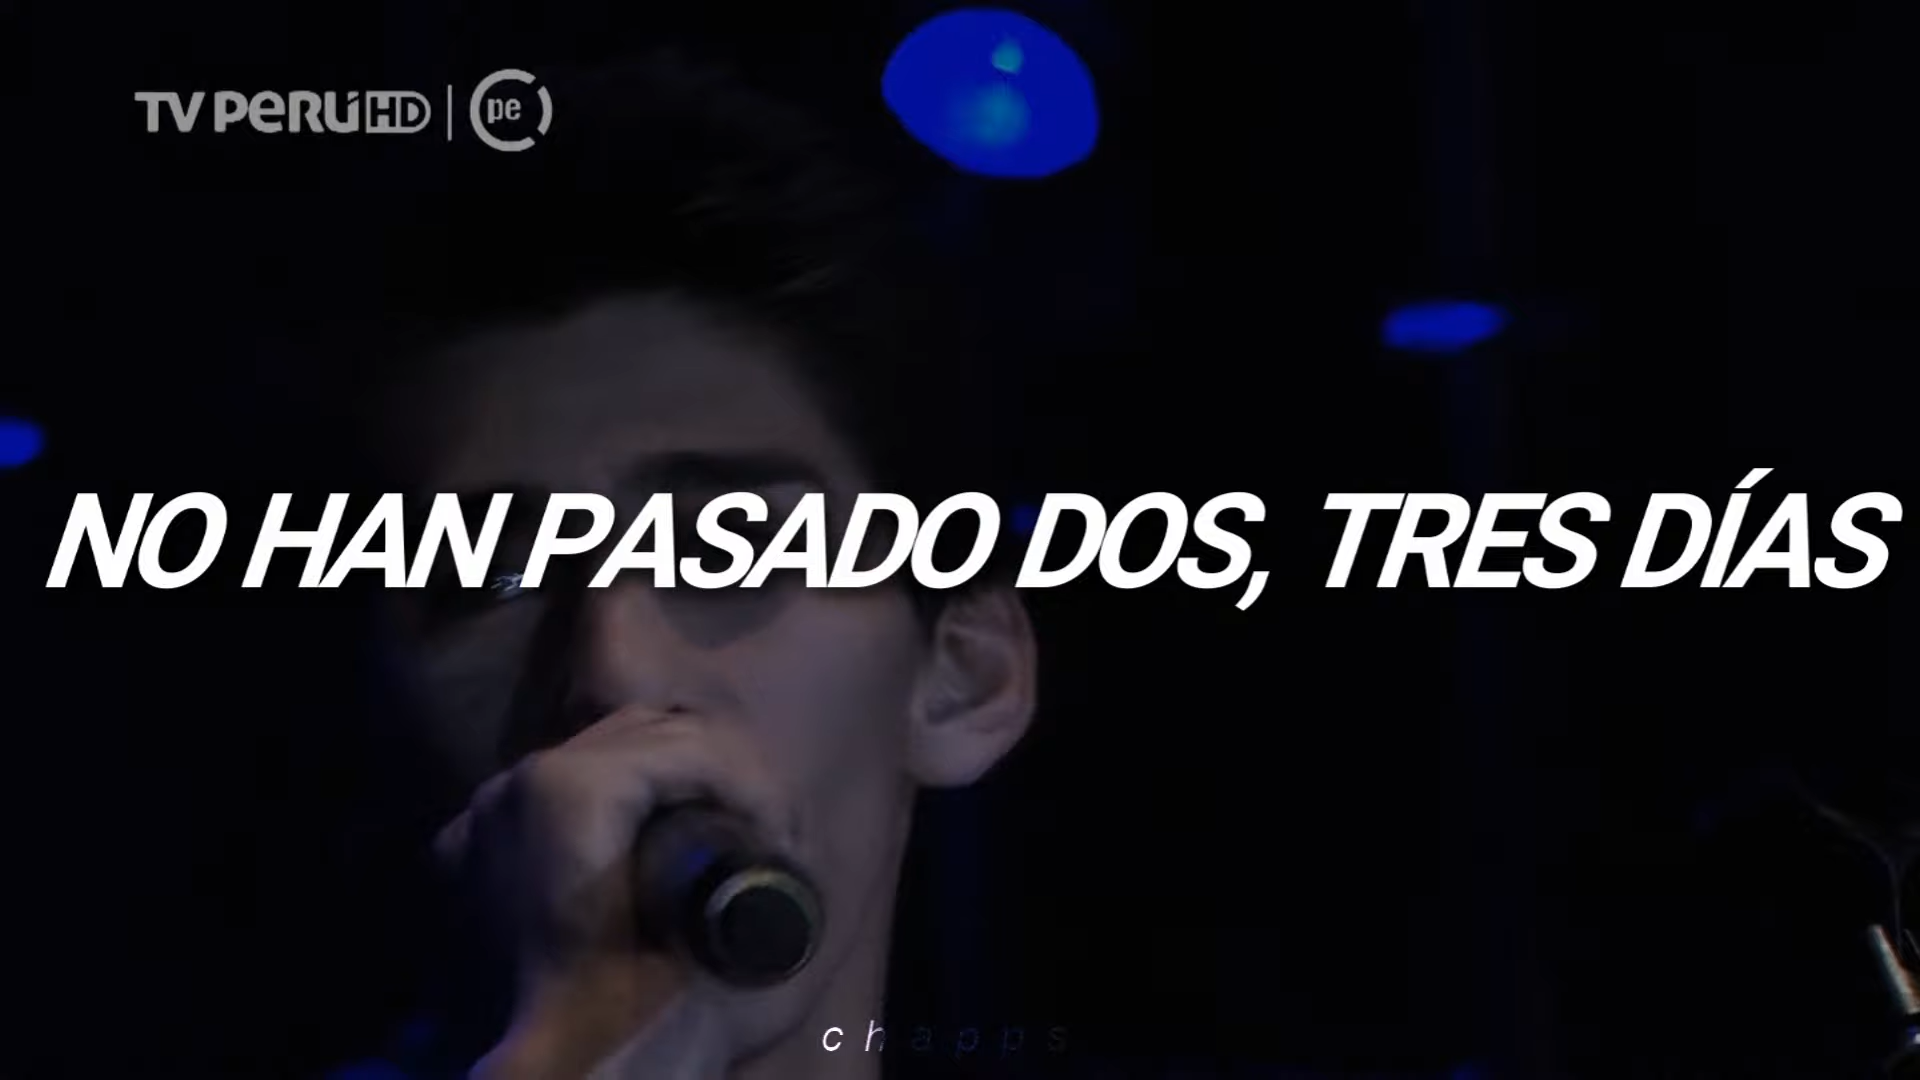 TV PERÚ HD | pe
NO HAN PASADO DOS, TRES DÍAS
chapps